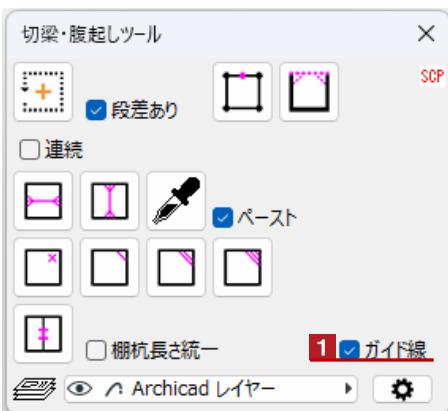 切梁・腹起しツール
SCP
段差あり
連続
ペースト
棚杭長さ統一
1 ガイド線
Archicad レイヤー